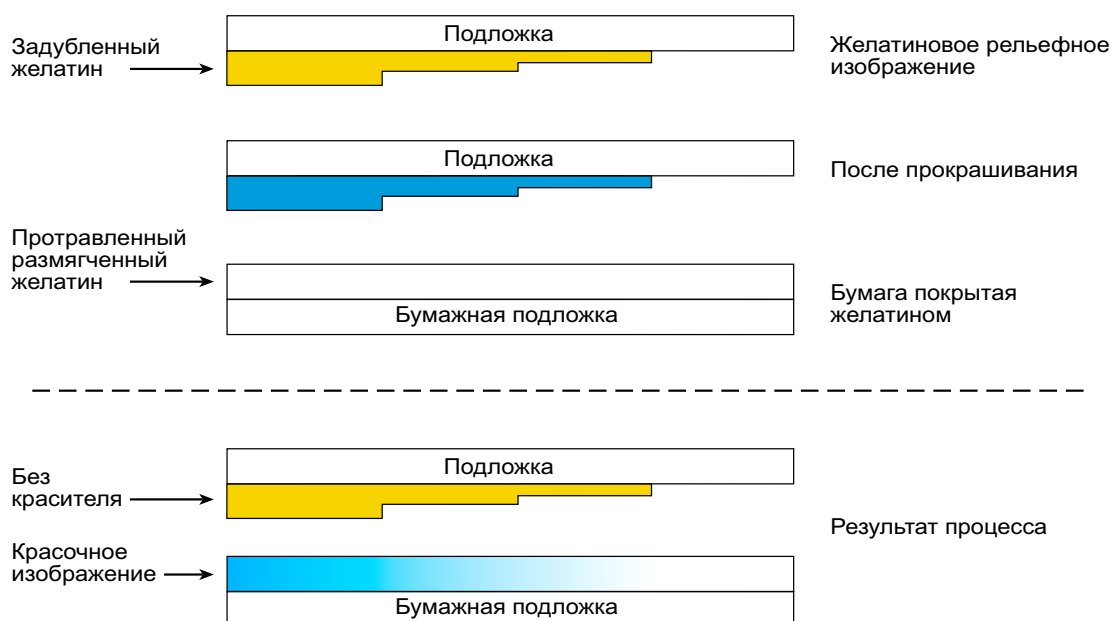 Подложка
Задубленный
желатин
Желатиновое рельефное
изображение
Подложка
После прокрашивания
Протравленный
размягченный
желатин
Бумажная подложка
Бумага покрытая
желатином
Подложка
Без
красителя
Результат процесса
Красочное
изображение
Бумажная подложка